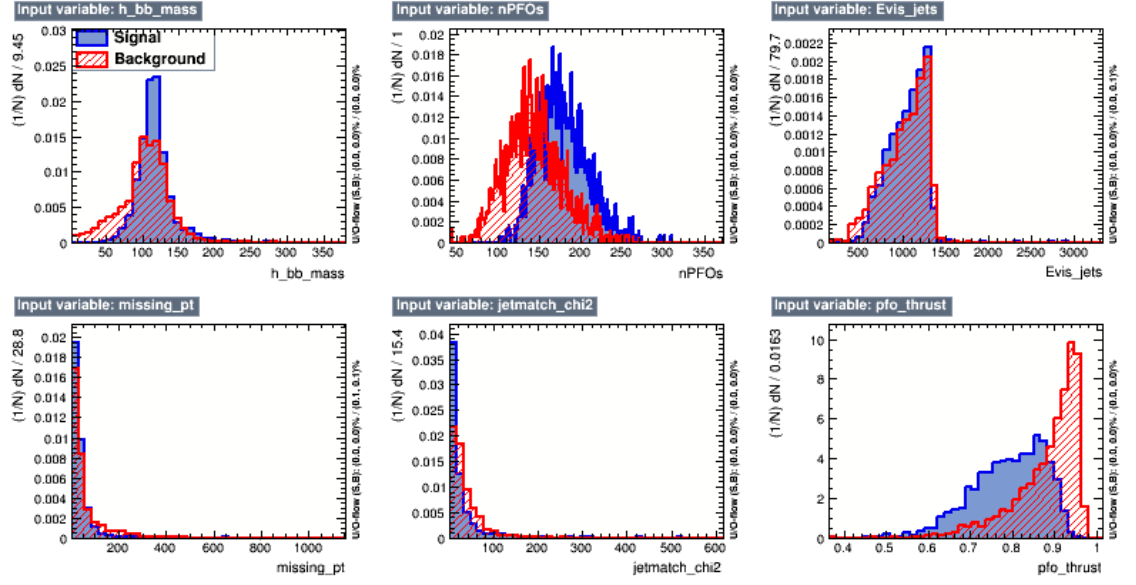 Input variable: h_bb_mass
(1/N) dN / 9.45
0.03
0.025
0.02
0.015
0.01
0.005
0
Signal
Background
50 100 150 200 250 300 350
h_bb_mass
U/O-flow (S,B): (0.0, 0.0)% / (0.0, 0.0)%
Input variable: nPFOs
(1/N) dN / 1
0.02
0.018
0.016
0.014
0.012
0.01
0.008
0.006
0.004
0.002
0
50 100 150 200 250 300 350 400
nPFOs
U/O-flow (S,B): (0.0, 0.0)% / (0.0, 0.0)%
Input variable: Evis_jets
(1/N) dN / 79.7
0.0022
0.002
0.0018
0.0016
0.0014
0.0012
0.001
0.0008
0.0006
0.0004
0.0002
0
500 1000 1500 2000 2500 3000
Evis_jets
U/O-flow (S,B): (0.0, 0.0)% / (0.0, 0.1)%
Input variable: missing_pt
(1/N) dN / 28.8
0.02
0.018
0.016
0.014
0.012
0.01
0.008
0.006
0.004
0.002
0
200 400 600 800 1000
missing_pt
U/O-flow (S,B): (0.0, 0.0)% / (0.1, 0.1)%
Input variable: jetmatch_chi2
(1/N) dN / 15.4
0.04
0.035
0.03
0.025
0.02
0.015
0.01
0.005
0
100 200 300 400 500 600
jetmatch_chi2
U/O-flow (S,B): (0.0, 0.0)% / (0.0, 0.0)%
Input variable: pfo_thrust
(1/N) dN / 0.0163
10
8
6
4
2
0
0.4 0.5 0.6 0.7 0.8 0.9 1
pfo_thrust
U/O-flow (S,B): (0.0, 0.0)% / (0.0, 0.0)%